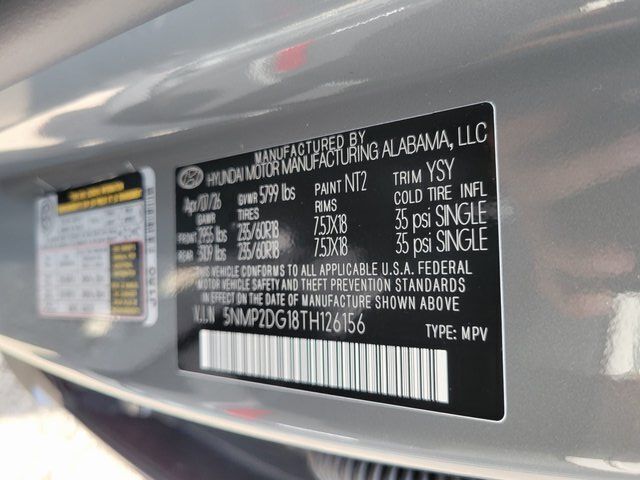 MANUFACTURED BY
HYUNDAI MOTOR MANUFACTURING ALABAMA, LLC
Apr/07/26 GVWR 5799 lbs PAINT NT2 TRIM YSY
GAWR TIRES RIMS COLD TIRE INFL
FRONT 2955 lbs 235/60R18 7.5JX18 35 psi SINGLE
REAR 3109 lbs 235/60R18 7.5JX18 35 psi SINGLE
THIS VEHICLE CONFORMS TO ALL APPLICABLE U.S.A. FEDERAL
MOTOR VEHICLE SAFETY AND THEFT PREVENTION STANDARDS
IN EFFECT ON THE DATE OF MANUFACTURE SHOWN ABOVE
V.I.N 5NMP2DG18TH126156
TYPE: MPV